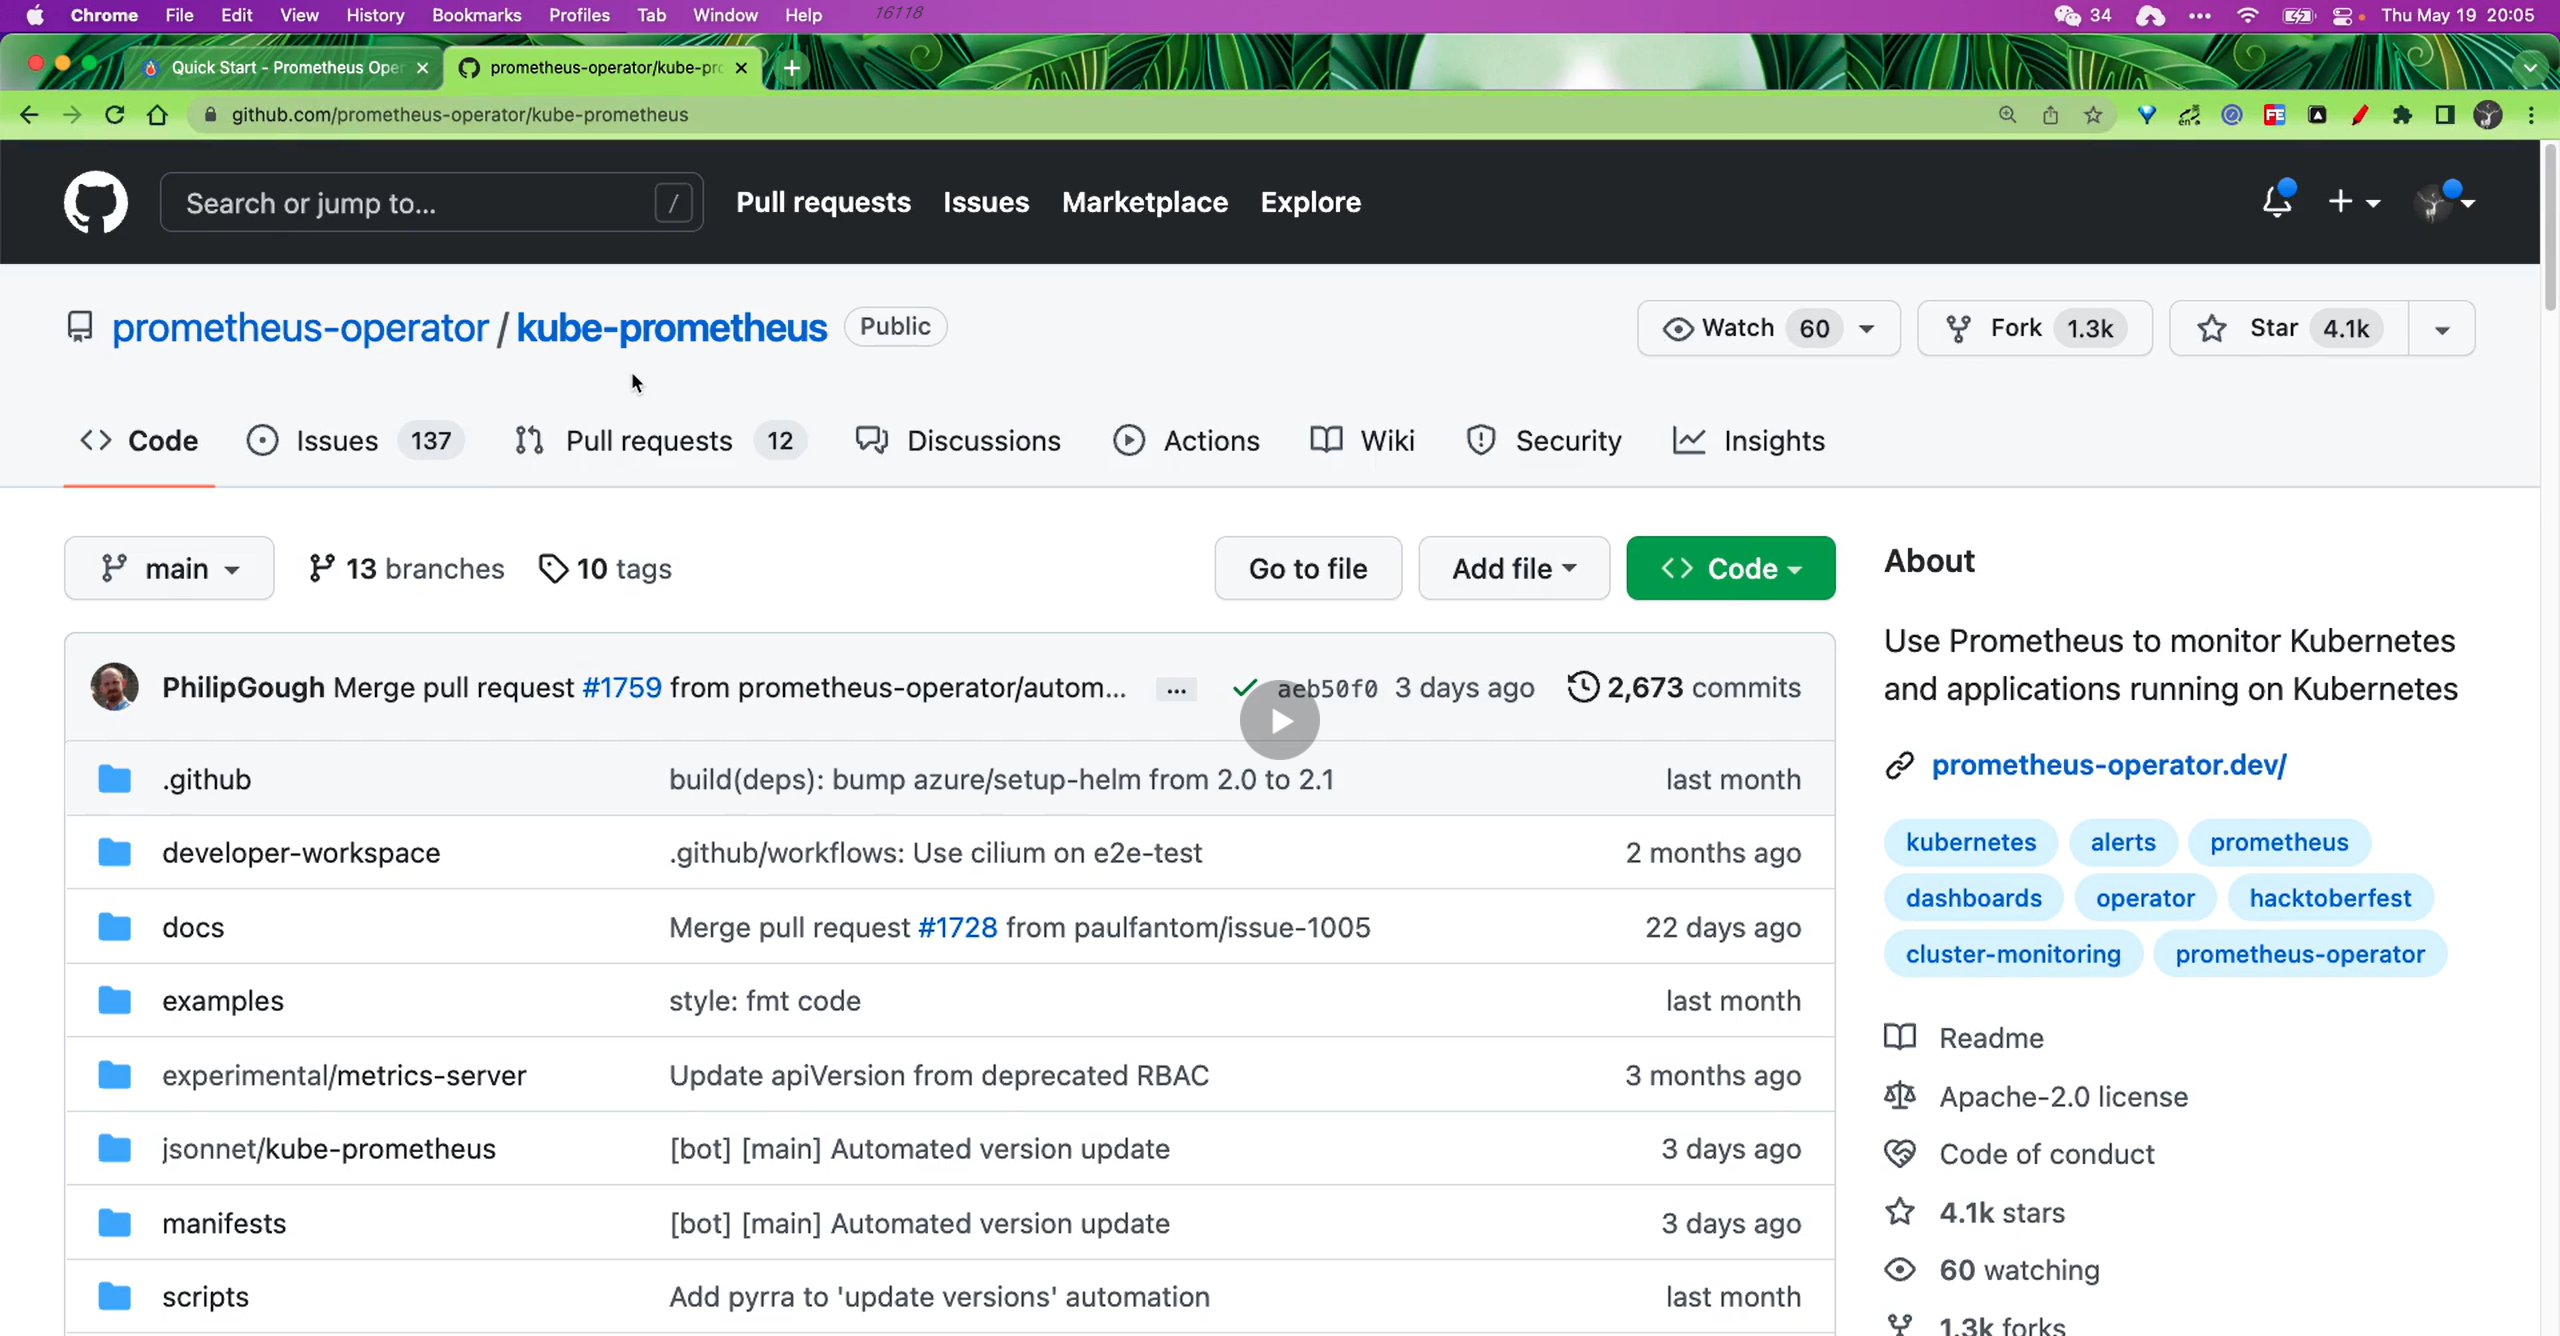 Chrome File Edit View History Bookmarks Profiles Tab Window Help 16118 34 Thu May 19 20:05
Quick Start - Prometheus Oper prometheus-operator/kube-pro
github.com/prometheus-operator/kube-prometheus
Search or jump to... / Pull requests Issues Marketplace Explore
prometheus-operator / kube-prometheus Public Watch 60 Fork 1.3k Star 4.1k
Code Issues 137 Pull requests 12 Discussions Actions Wiki Security Insights
main 13 branches 10 tags Go to file Add file Code
PhilipGough Merge pull request #1759 from prometheus-operator/autom... ... aeb50f0 3 days ago 2,673 commits
.github build(deps): bump azure/setup-helm from 2.0 to 2.1 last month
developer-workspace .github/workflows: Use cilium on e2e-test 2 months ago
docs Merge pull request #1728 from paulfantom/issue-1005 22 days ago
examples style: fmt code last month
experimental/metrics-server Update apiVersion from deprecated RBAC 3 months ago
jsonnet/kube-prometheus [bot] [main] Automated version update 3 days ago
manifests [bot] [main] Automated version update 3 days ago
scripts Add pyrra to 'update versions' automation last month
About
Use Prometheus to monitor Kubernetes
and applications running on Kubernetes
prometheus-operator.dev/
kubernetes alerts prometheus
dashboards operator hacktoberfest
cluster-monitoring prometheus-operator
Readme
Apache-2.0 license
Code of conduct
4.1k stars
60 watching
1.3k forks